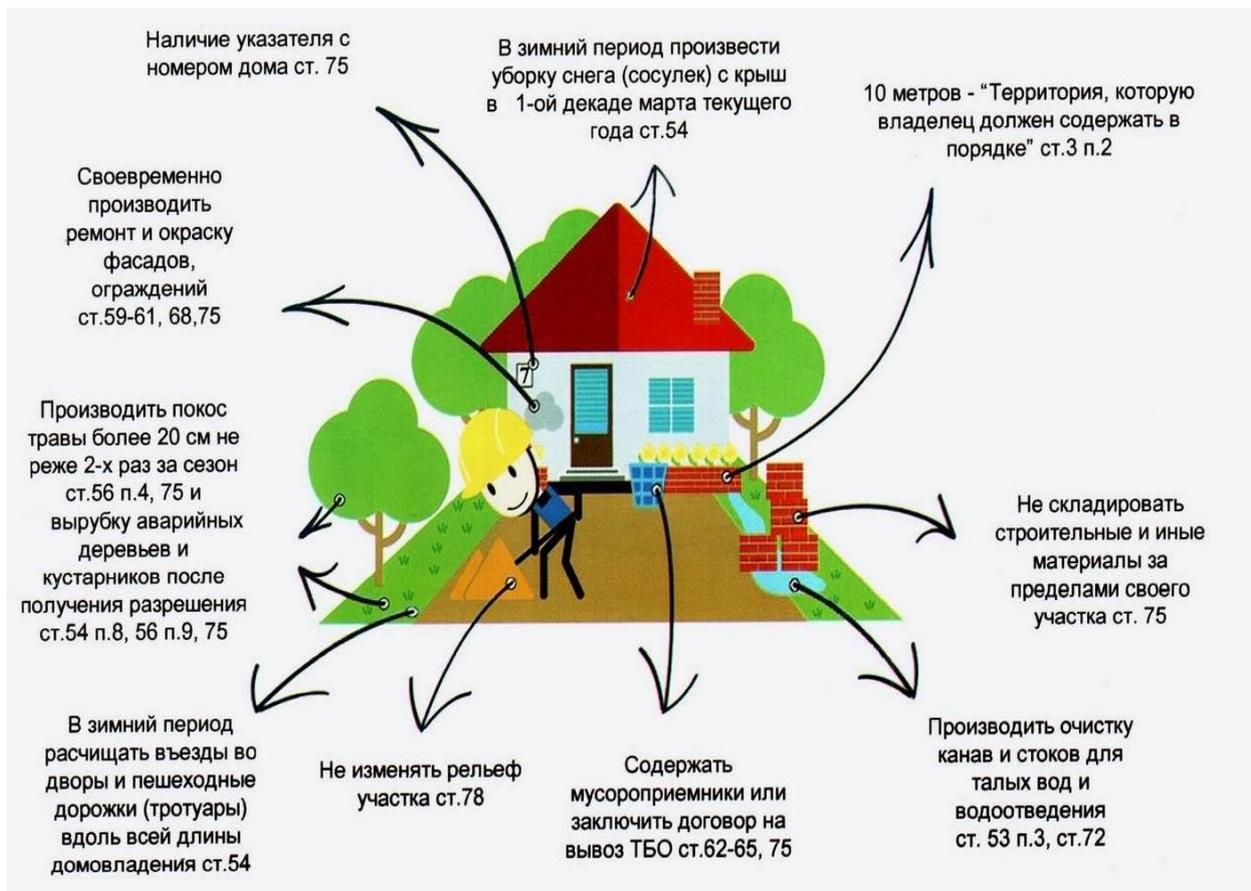 Наличие указателя с
номером дома ст. 75
В зимний период произвести
уборку снега (сосулек) с крыш
в 1-ой декаде марта текущего
года ст.54
10 метров - “Территория, которую
владелец должен содержать в
порядке” ст.3 п.2
Своевременно
производить
ремонт и окраску
фасадов,
ограждений
ст.59-61, 68,75
7
Производить покос
травы более 20 см не
реже 2-х раз за сезон
ст.56 п.4, 75 и
вырубку аварийных
деревьев и
кустарников после
получения разрешения
ст.54 п.8, 56 п.9, 75
Не складировать
строительные и иные
материалы за
пределами своего
участка ст. 75
В зимний период
расчищать въезды во
дворы и пешеходные
дорожки (тротуары)
вдоль всей длины
домовладения ст.54
Не изменять рельеф
участка ст.78
Содержать
мусороприемники или
заключить договор на
вывоз ТБО ст.62-65, 75
Производить очистку
канав и стоков для
талых вод и
водоотведения
ст. 53 п.3, ст.72